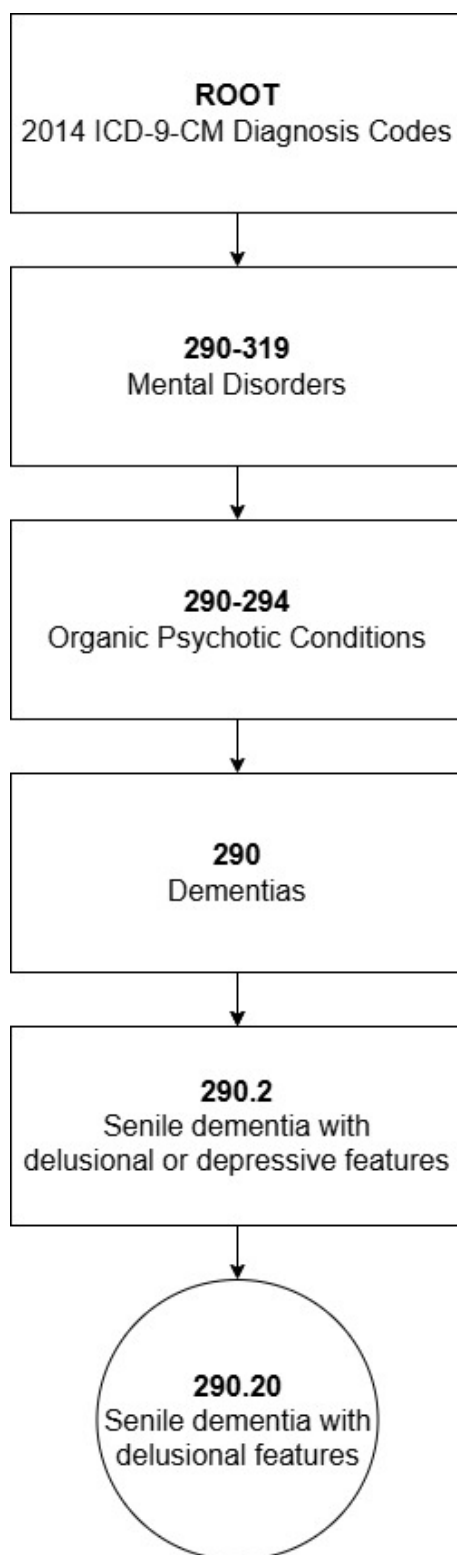 ROOT
2014 ICD-9-CM Diagnosis Codes
290-319
Mental Disorders
290-294
Organic Psychotic Conditions
290
Dementias
290.2
Senile dementia with
delusional or depressive features
290.20
Senile dementia with
delusional features